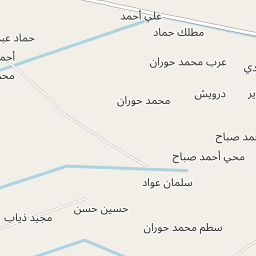 علي أحمد
مطلك حماد
حماد عبد
أحمد
عرب محمد حوران
محمد
درويش
محمد حوران
محمد صباح
محي أحمد صباح
سلمان عواد
حسين حسن
مجيد ذياب
سطم محمد حوران